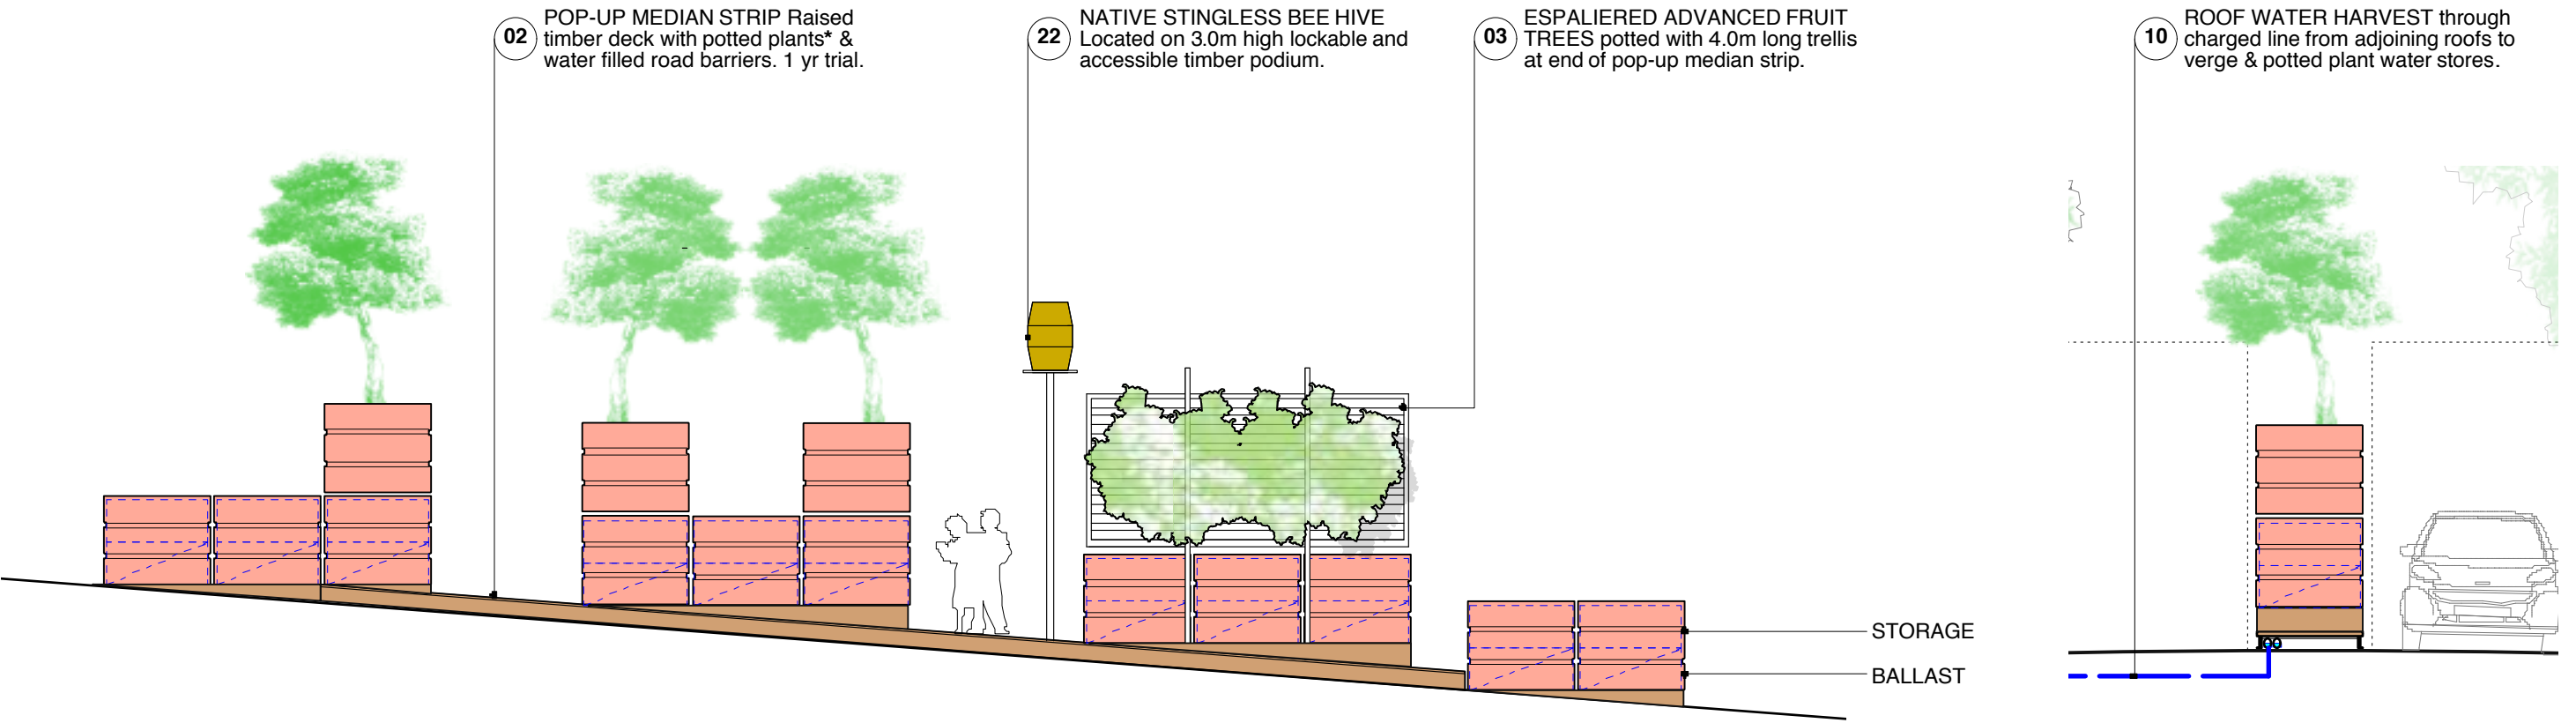 02
POP-UP MEDIAN STRIP Raised
timber deck with potted plants* &
water filled road barriers. 1 yr trial.
22
NATIVE STINGLESS BEE HIVE
Located on 3.0m high lockable and
accessible timber podium.
03
ESPALIERED ADVANCED FRUIT
TREES potted with 4.0m long trellis
at end of pop-up median strip.
10
ROOF WATER HARVEST through
charged line from adjoining roofs to
verge & potted plant water stores.
STORAGE
BALLAST